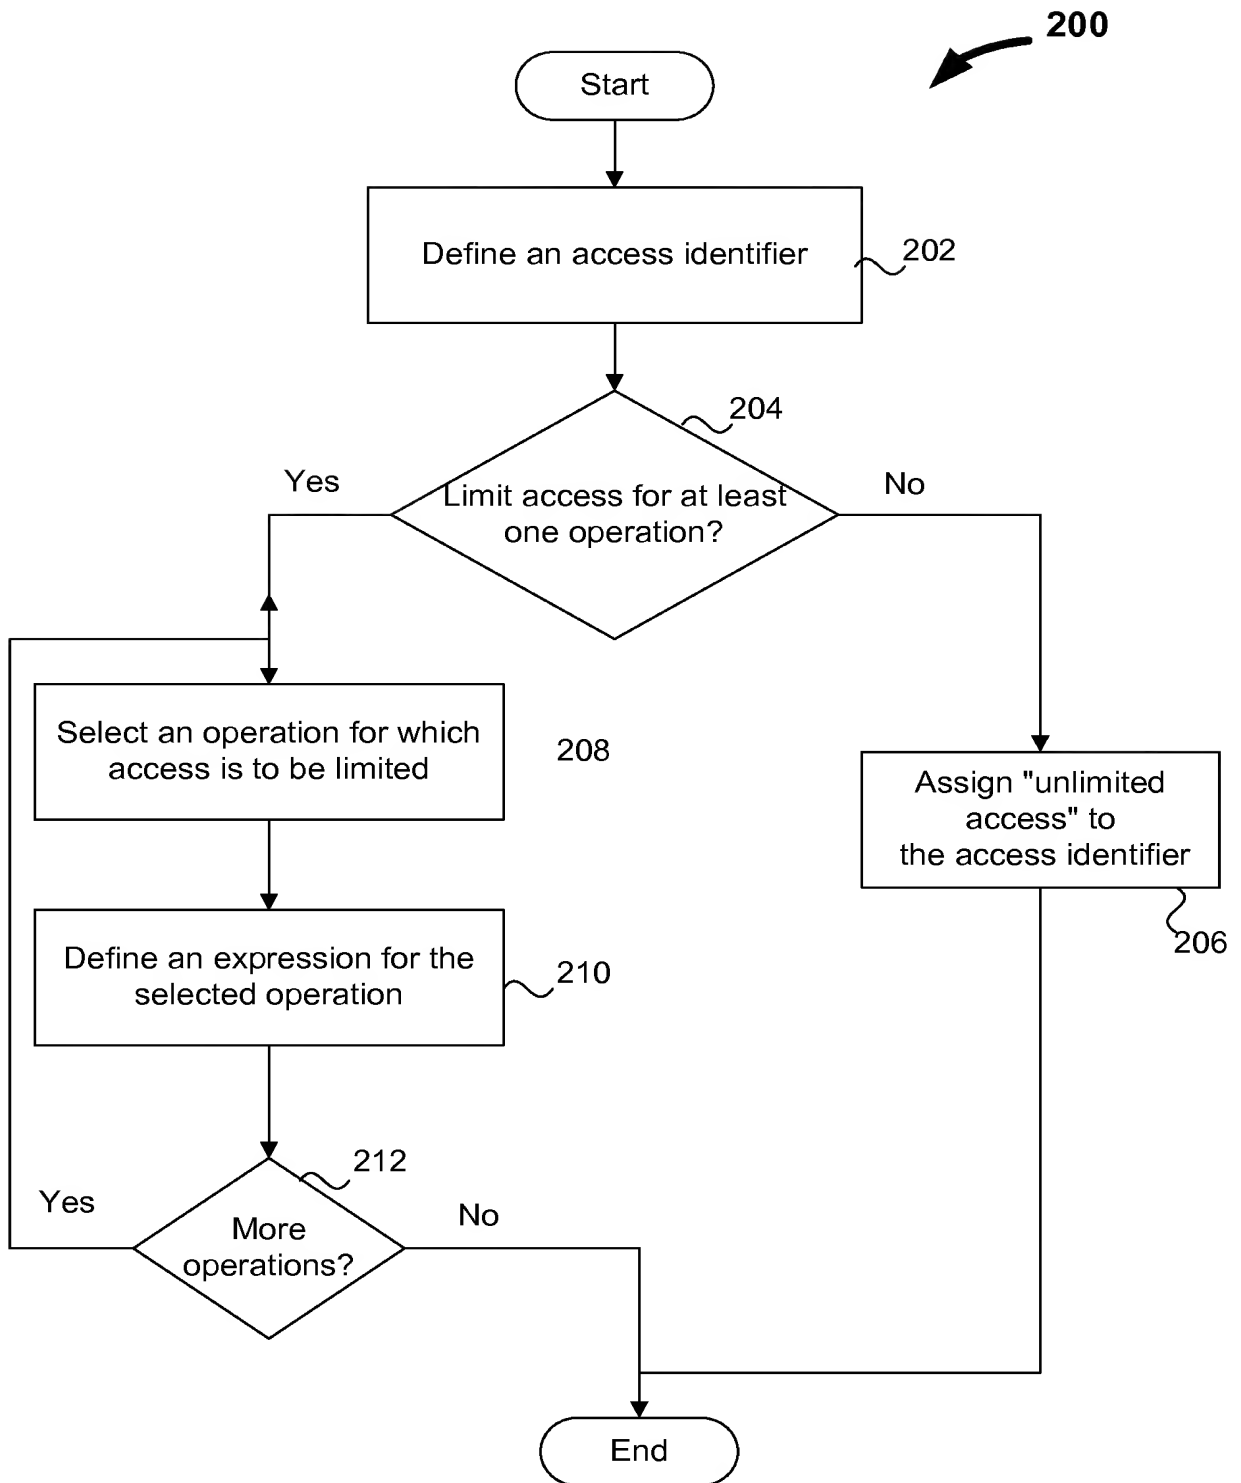 200
Start
Define an access identifier
202
204
Yes
Limit access for at least
one operation?
No
Select an operation for which
access is to be limited
208
Assign "unlimited
access" to
the access identifier
206
Define an expression for the
selected operation
210
212
Yes
More
operations?
No
End